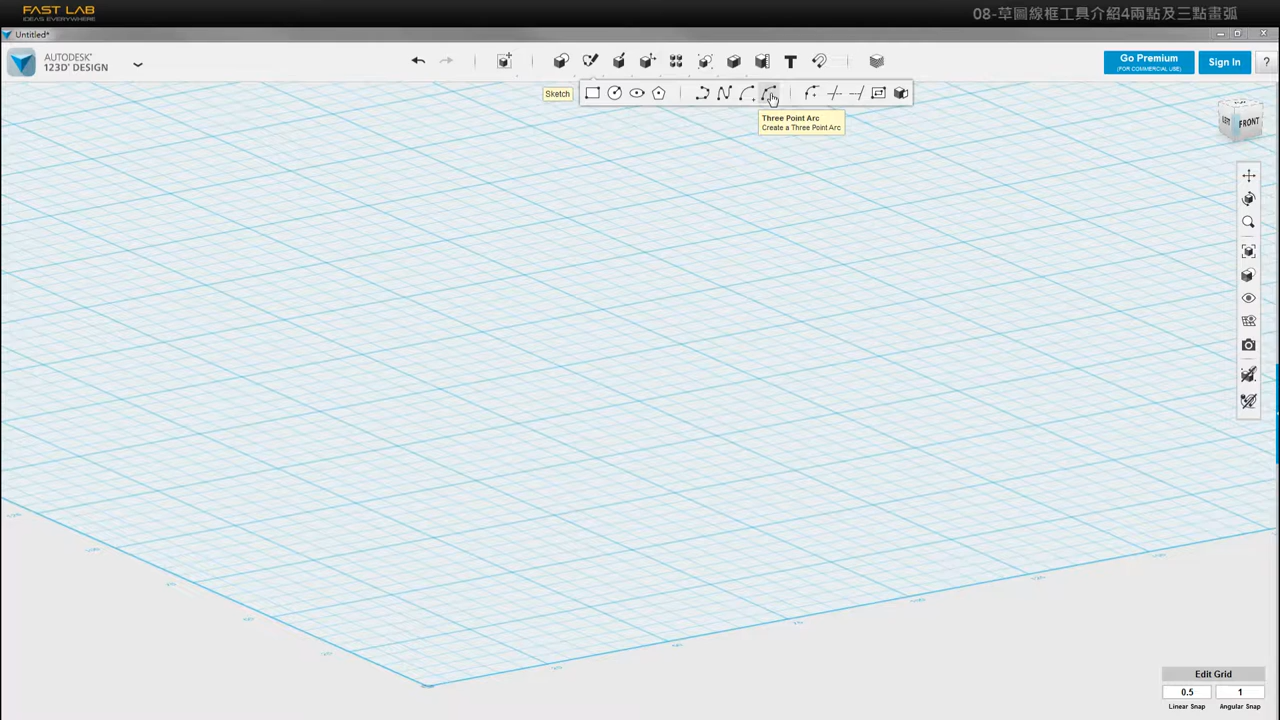 FAST LAB
IDEAS EVERYWHERE
08-草圖線框工具介紹4兩點及三點畫弧
Untitled*
AUTODESK®
123D® DESIGN
T
Go Premium
(FOR COMMERCIAL USE)
Sign In
?
Sketch
Three Point Arc
Create a Three Point Arc
LEFT
FRONT
Edit Grid
0.5
1
Linear Snap
Angular Snap